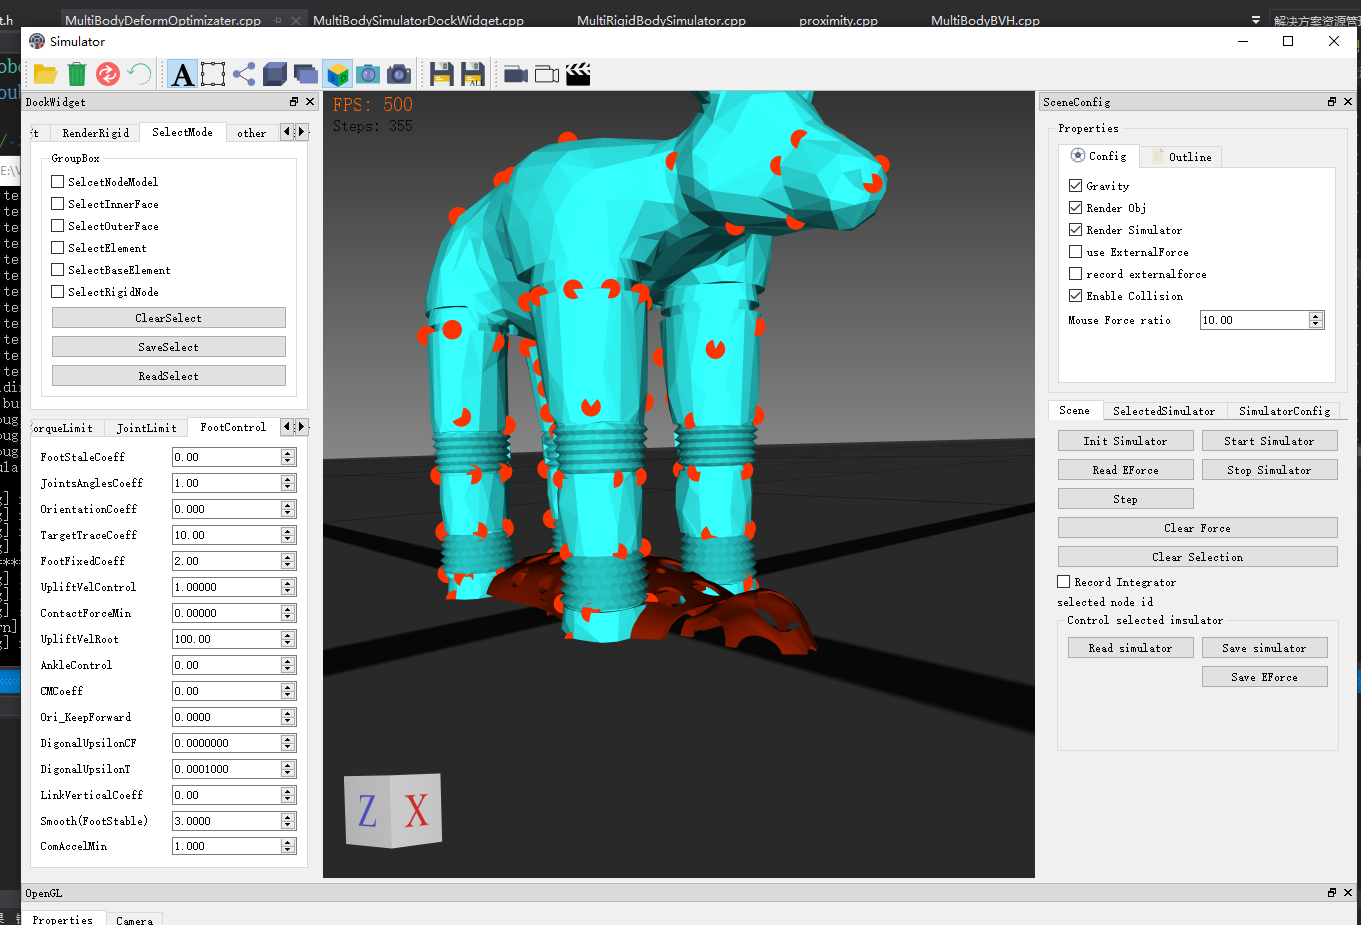 t.h
MultiBodyDeformOptimizater.cpp
MultiBodySimulatorDockWidget.cpp
MultiRigidBodySimulator.cpp
proximity.cpp
MultiBodyBVH.cpp
解决方案资源管
Simulator
A
AL
DockWidget
ft
RenderRigid
SelectMode
other
GroupBox
SelcetNodeModel
SelectInnerFace
SelectOuterFace
SelectElement
SelectBaseElement
SelectRigidNode
ClearSelect
SaveSelect
ReadSelect
orqueLimit
JointLimit
FootControl
FootStaleCoeff 0.00
JointsAnglesCoeff 1.00
OrientationCoeff 0.000
TargetTraceCoeff 10.00
FootFixedCoeff 2.00
UpliftVelControl 1.00000
ContactForceMin 0.00000
UpliftVelRoot 100.00
AnkleControl 0.00
CMCoeff 0.00
Ori_KeepForward 0.0000
DigonalUpsilonCF 0.0000000
DigonalUpsilonT 0.0001000
LinkVerticalCoeff 0.00
Smooth(FootStable) 3.0000
ComAccelMin 1.000
FPS: 500
Steps: 355
Z
X
SceneConfig
Properties
Config
Outline
Gravity
Render Obj
Render Simulator
use ExternalForce
record externalforce
Enable Collision
Mouse Force ratio 10.00
Scene
SelectedSimulator
SimulatorConfig
Init Simulator
Start Simulator
Read EForce
Stop Simulator
Step
Clear Force
Clear Selection
Record Integrator
selected node id
Control selected imsulator
Read simulator
Save simulator
Save EForce
OpenGL
Properties
Camera